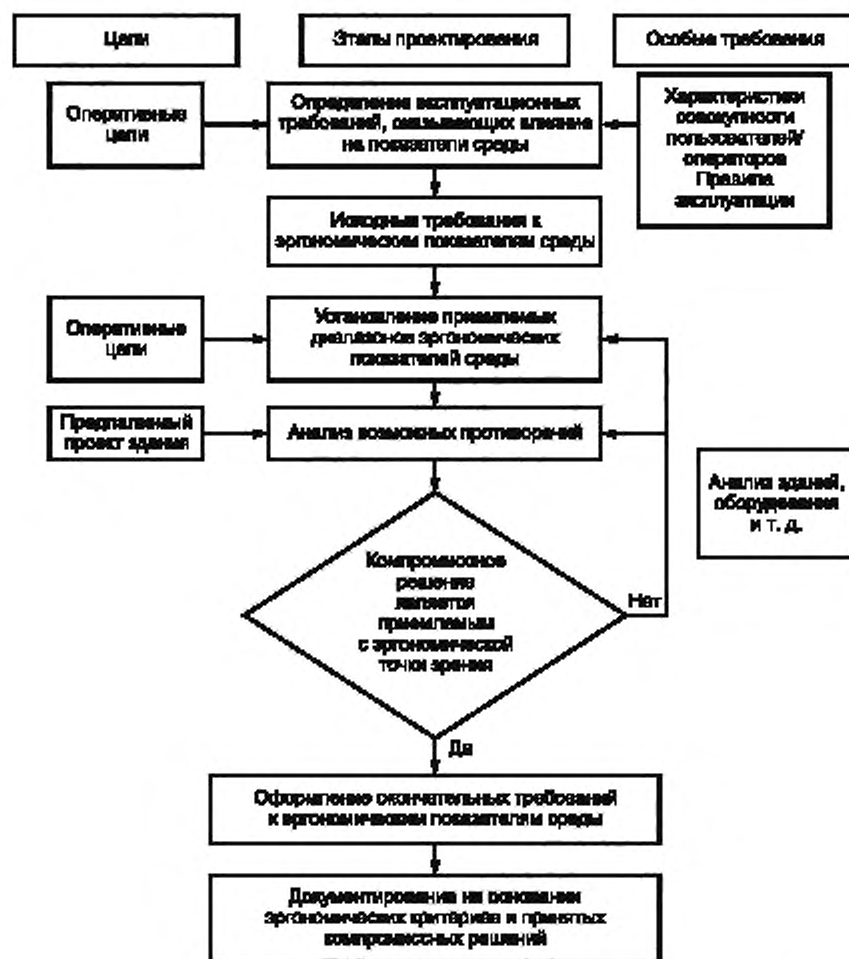 Цели
Этапы проектирования
Особые требования
Оперативные
цели
Определение эксплуатационных
требований, оказывающих влияние
на показатели среды
Характеристики
совокупности
пользователей/
операторов
Правила
эксплуатации
Исходные требования к
эргономическим показателям среды
Оперативные
цели
Установление приемлемых
диапазонов эргономических
показателей среды
Предлагаемый
проект здания
Анализ возможных противоречий
Анализ зданий,
оборудования
и т. д.
Компромиссное
решение
является
приемлемым
с эргономической
точки зрения
Нет
Да
Оформление окончательных требований
к эргономическим показателям среды
Документирование на основании
эргономических критериев и принятых
компромиссных решений